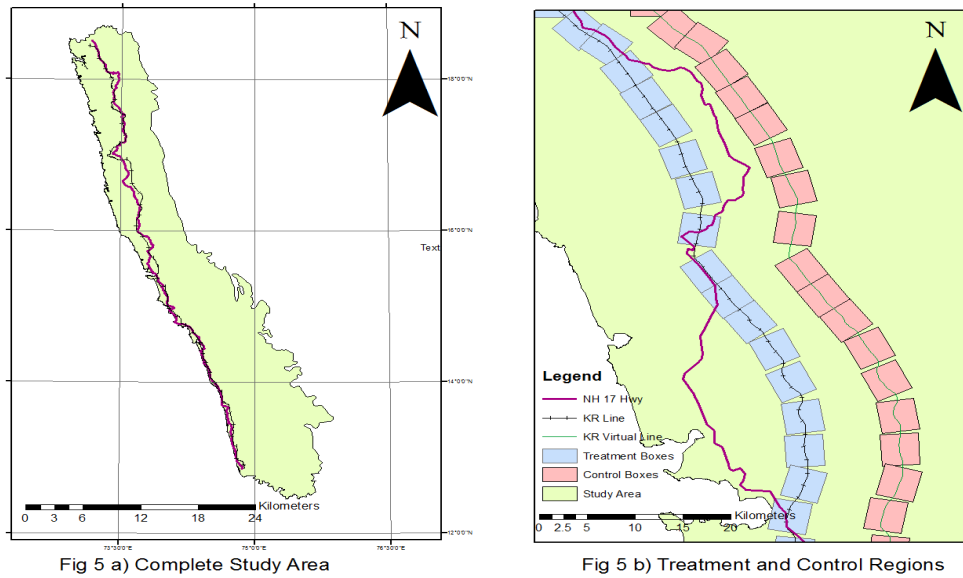 N
18°0'0"N
16°0'0"N
Text
14°0'0"N
Kilometers
0 3 6 12 18 24
12°0'0"N
73°30'0"E
75°0'0"E
76°30'0"E
Fig 5 a) Complete Study Area
N
Legend
NH 17 Hwy
KR Line
KR Virtual Line
Treatment Boxes
Control Boxes
Study Area
Kilometers
0 2.5 5 10 15 20
Fig 5 b) Treatment and Control Regions